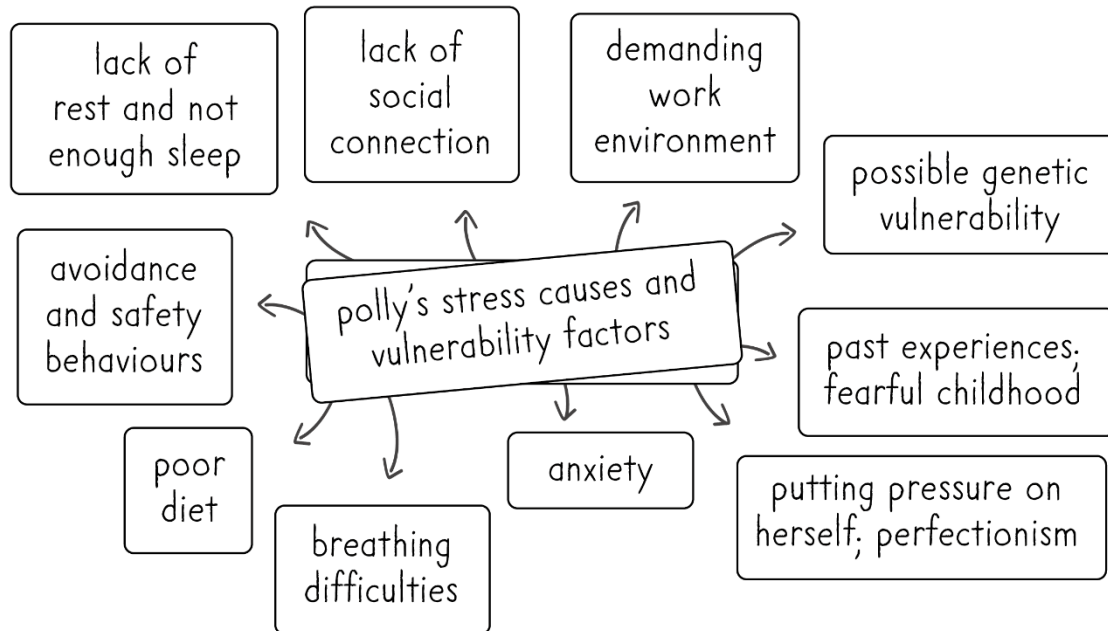 lack of
rest and not
enough sleep
lack of
social
connection
demanding
work
environment
possible genetic
vulnerability
avoidance
and safety
behaviours
polly's stress causes and
vulnerability factors
past experiences;
fearful childhood
poor
diet
breathing
difficulties
anxiety
putting pressure on
herself; perfectionism